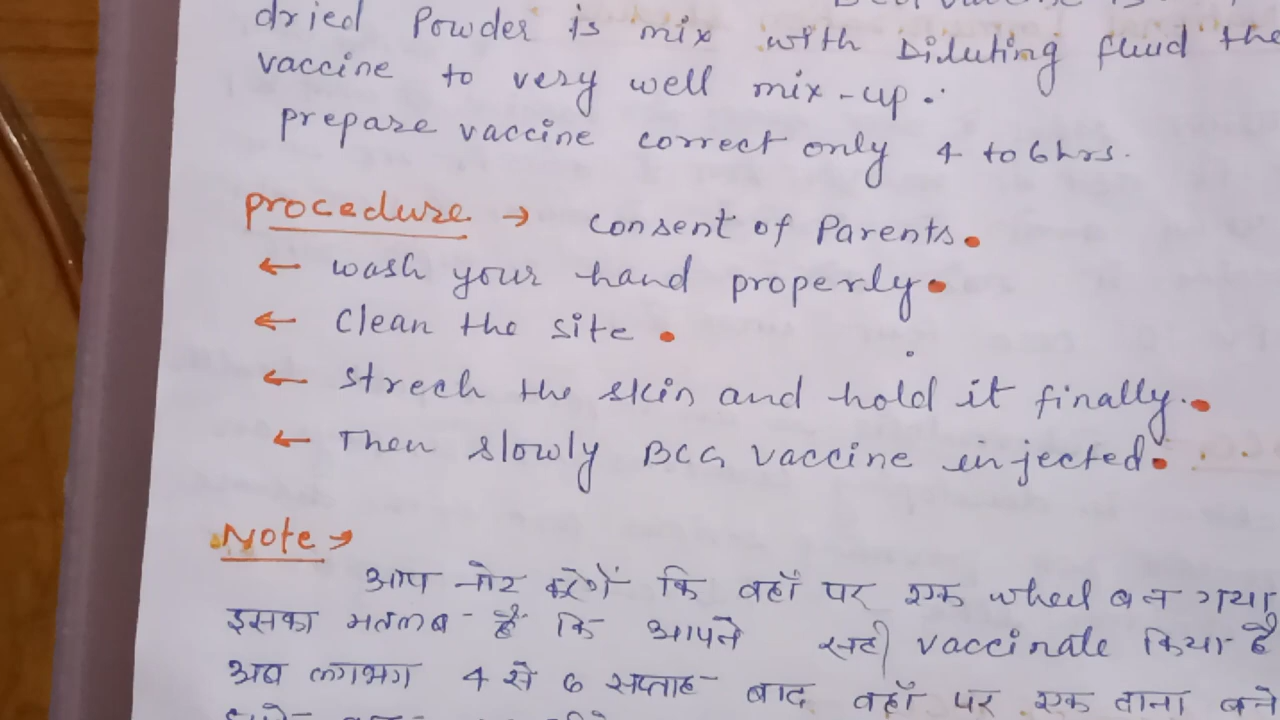 dried Powder is mix with Diluting fluid the
vaccine to very well mix-up.
prepare vaccine correct only 4 to 6 hrs.
procedure → Consent of Parents.
← wash your hand properly.
← Clean the site.
← strech the skin and hold it finally.
← Then slowly BCG vaccine injected.
Note →
आप नोट करेगें कि वहाँ पर एक wheel बन गया
इसका मतलब है कि आपने सही vaccinate किया है
अब लगभग 4 से 6 सप्ताह बाद वहाँ पर एक दाना बने